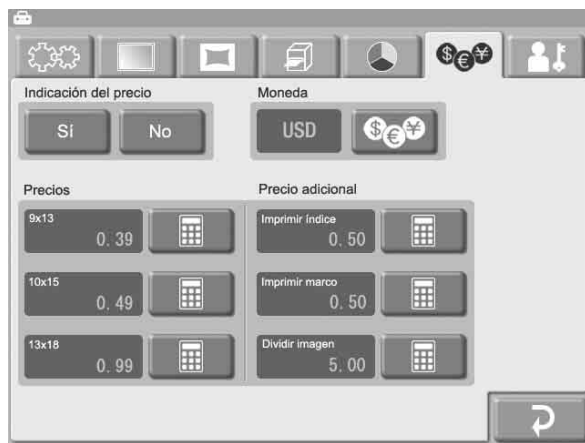 Indicación del precio
Moneda
Sí
No
USD
$€¥
Precios
Precio adicional
9x13
0.39
Imprimir índice
0.50
10x15
0.49
Imprimir marco
0.50
13x18
0.99
Dividir imagen
5.00